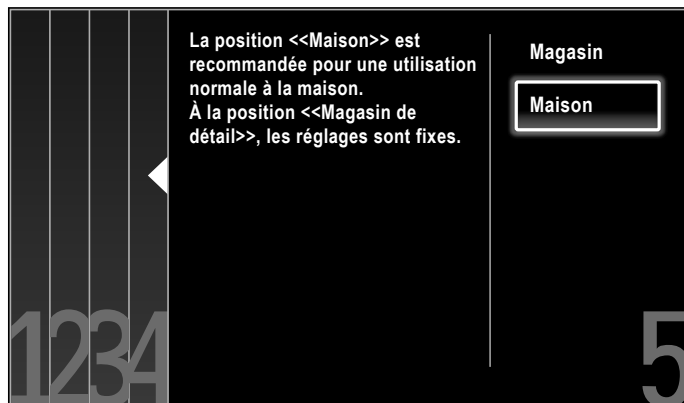 La position <<Maison>> est
recommandée pour une utilisation
normale à la maison.
À la position <<Magasin de
détail>>, les réglages sont fixes.
Magasin
Maison
1234
5